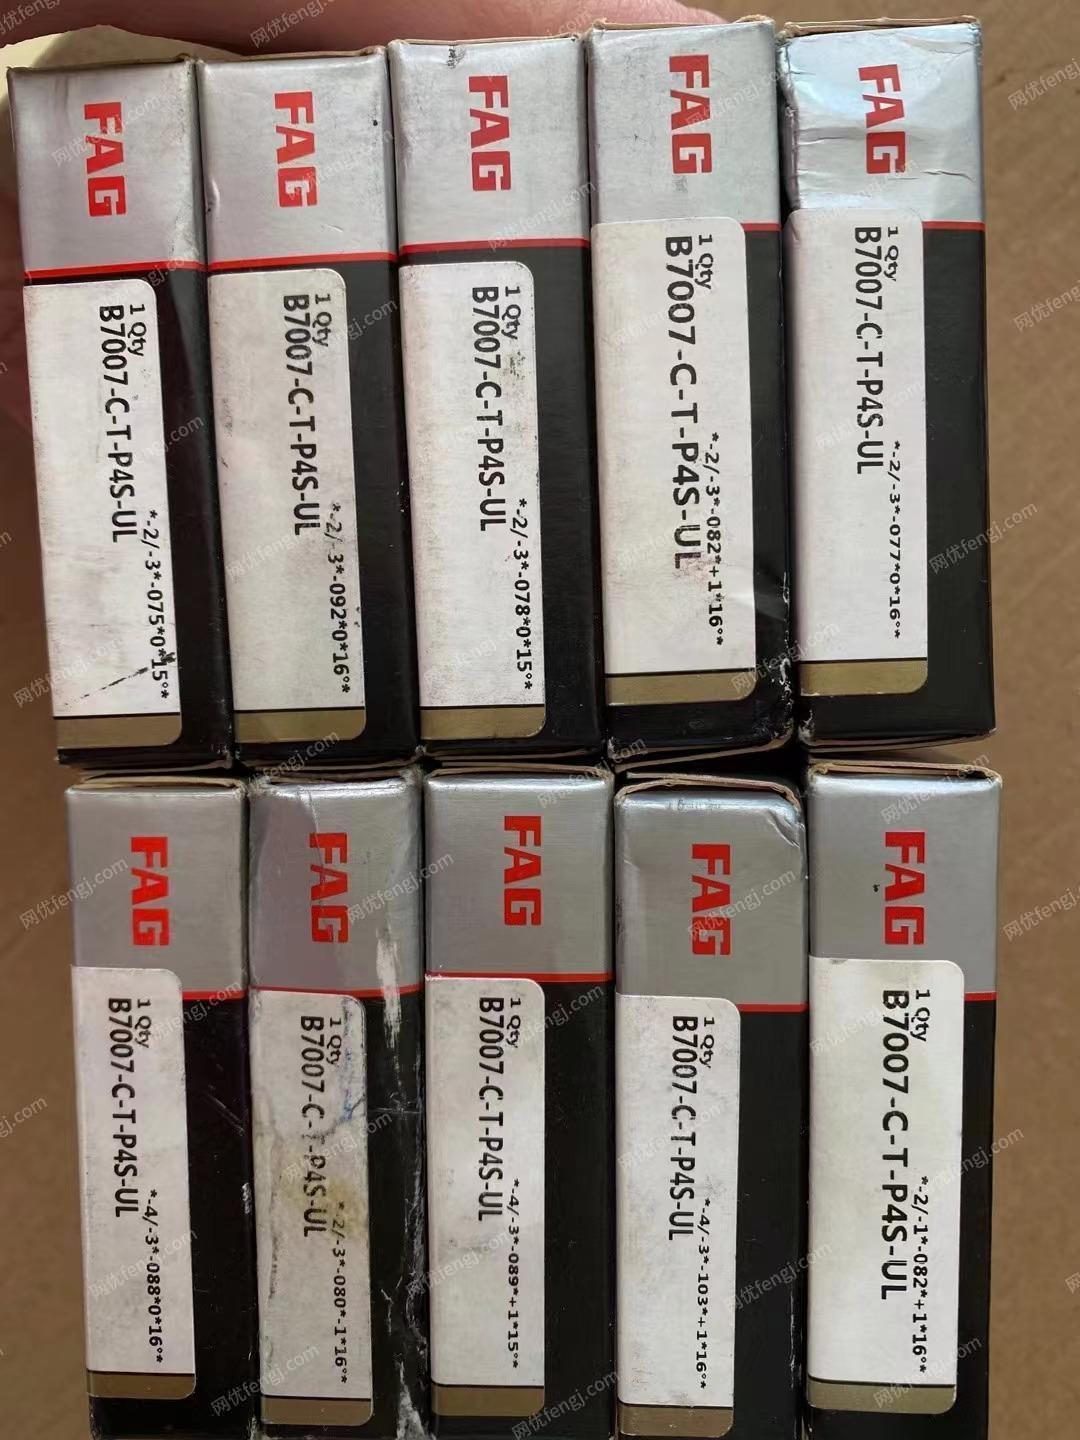 FAG
1 Qty
B7007-C-T-P4S-UL
*-2/-3*-075*0*15°*
FAG
1 Qty
B7007-C-T-P4S-UL
*-2/-3*-092*0*16°*
FAG
1 Qty
B7007-C-T-P4S-UL
*-2/-3*-078*0*15°*
FAG
1 Qty
B7007-C-T-P4S-UL
*-2/-3*-082*+1*16°*
FAG
1 Qty
B7007-C-T-P4S-UL
*-2/-3*-077*0*16°*
FAG
1 Qty
B7007-C-T-P4S-UL
*-4/-3*-088*0*16°*
FAG
1 Qty
B7007-C-T-P4S-UL
*-2/-3*-080*-1*16°*
FAG
1 Qty
B7007-C-T-P4S-UL
*-4/-3*-089*+1*15°*
FAG
1 Qty
B7007-C-T-P4S-UL
*-4/-3*-103*+1*16°*
FAG
1 Qty
B7007-C-T-P4S-UL
*-2/-1*-082*+1*16°*
网优fengj.com